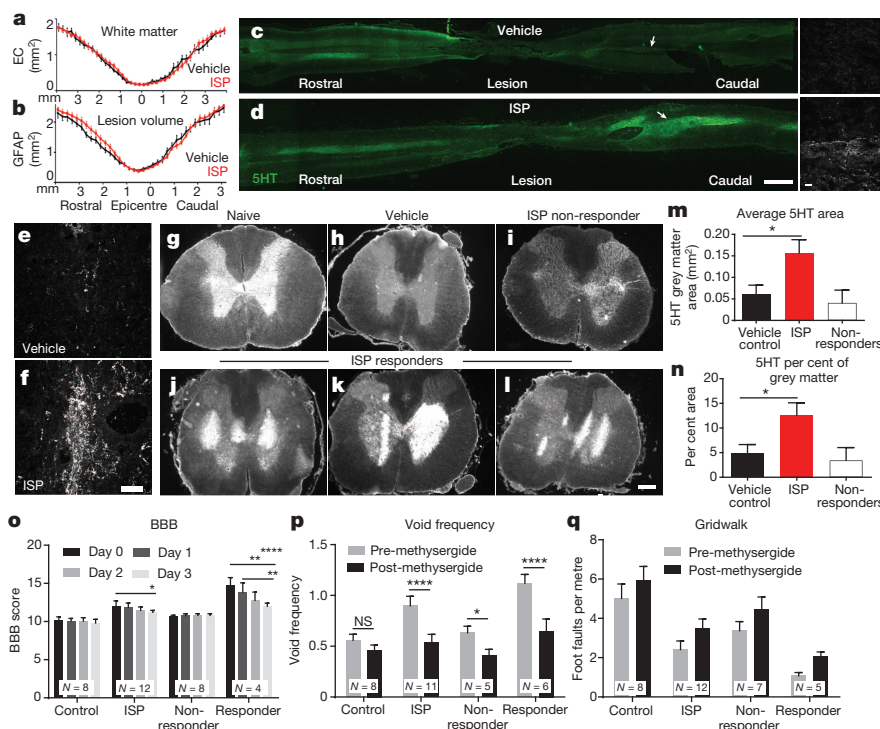 a
White matter
EC
(mm²)
2
1
0
Vehicle
ISP
mm 3 2 1 0 1 2 3
b
Lesion volume
GFAP
(mm²)
2
1
0
Vehicle
ISP
mm 3 2 1 0 0 1 2 3
Rostral Epicentre Caudal
c
Vehicle
Rostral Lesion Caudal
d
ISP
5HT
Rostral Lesion Caudal
e
Vehicle
f
ISP
Naive Vehicle ISP non-responder
g h i
ISP responders
j k l
m
Average 5HT area
5HT grey matter
area (mm²)
0.20
0.15
0.10
0.05
0
*
Vehicle ISP Non-
control responders
n
5HT per cent of
grey matter
Per cent area
20
15
10
5
0
*
Vehicle ISP Non-
control responders
o
BBB
BBB score
20
15
10
5
0
Day 0 Day 1
Day 2 Day 3
*
****
**
**
N = 8 N = 12 N = 8 N = 4
Control ISP Non- Responder
responder
p
Void frequency
Void frequency
1.5
1.0
0.5
0
Pre-methysergide
Post-methysergide
NS **** * ****
N = 8 N = 11 N = 5 N = 6
Control ISP Non- Responder
responder
q
Gridwalk
Foot faults per metre
8
6
4
2
0
Pre-methysergide
Post-methysergide
N = 8 N = 12 N = 7 N = 5
Control ISP Non- Responder
responder